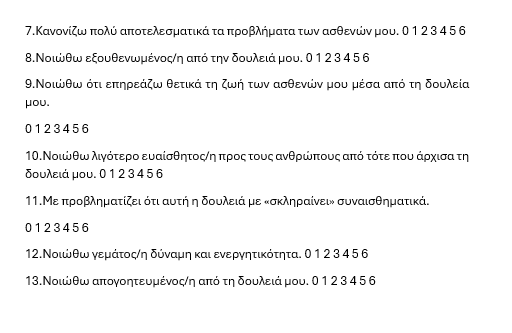 7.Κανονίζω πολύ αποτελεσματικά τα προβλήματα των ασθενών μου. 0 1 2 3 4 5 6
8.Νοιώθω εξουθενωμένος/η από την δουλειά μου. 0 1 2 3 4 5 6
9.Νοιώθω ότι επηρεάζω θετικά τη ζωή των ασθενών μου μέσα από τη δουλεία
μου.
0 1 2 3 4 5 6
10.Νοιώθω λιγότερο ευαίσθητος/η προς τους ανθρώπους από τότε που άρχισα τη
δουλειά μου. 0 1 2 3 4 5 6
11.Με προβληματίζει ότι αυτή η δουλειά με «σκληραίνει» συναισθηματικά.
0 1 2 3 4 5 6
12.Νοιώθω γεμάτος/η δύναμη και ενεργητικότητα. 0 1 2 3 4 5 6
13.Νοιώθω απογοητευμένος/η από τη δουλειά μου. 0 1 2 3 4 5 6